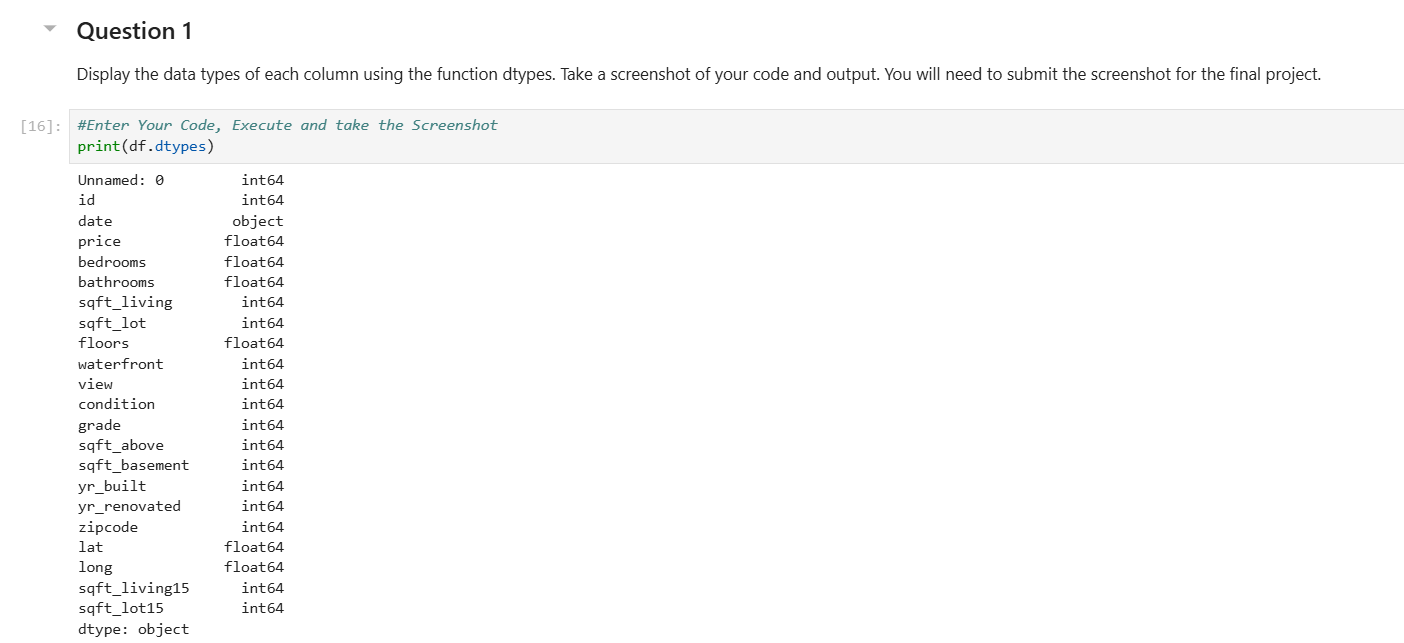 Question 1
Display the data types of each column using the function dtypes. Take a screenshot of your code and output. You will need to submit the screenshot for the final project.
[16]: #Enter Your Code, Execute and take the Screenshot
print(df.dtypes)
Unnamed: 0 int64
id int64
date object
price float64
bedrooms float64
bathrooms float64
sqft_living int64
sqft_lot int64
floors float64
waterfront int64
view int64
condition int64
grade int64
sqft_above int64
sqft_basement int64
yr_built int64
yr_renovated int64
zipcode int64
lat float64
long float64
sqft_living15 int64
sqft_lot15 int64
dtype: object